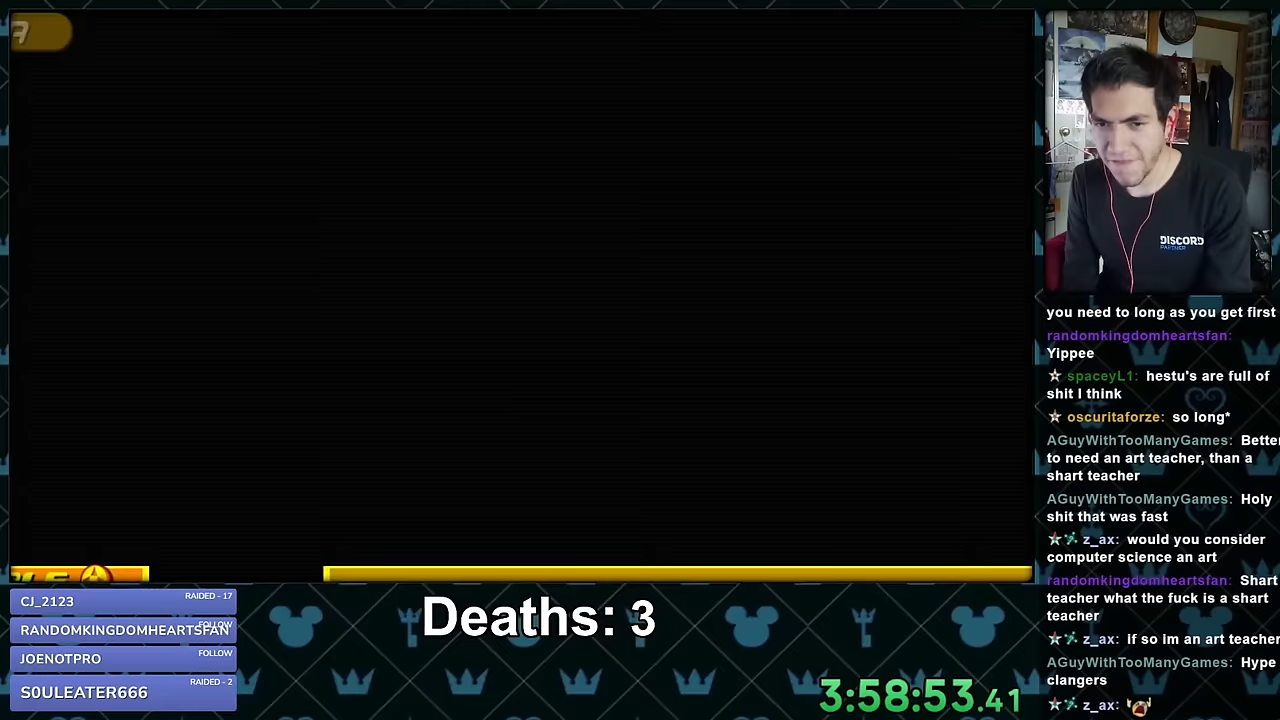 DISCORD
PARTNER
you need to long as you get first
randomkingdomheartsfan:
Yippee
spaceyL1: hestu's are full of
shit I think
oscuritaforze: so long*
AGuyWithTooManyGames: Better
to need an art teacher, than a
shart teacher
AGuyWithTooManyGames: Holy
shit that was fast
z_ax: would you consider
computer science an art
randomkingdomheartsfan: Shart
teacher what the fuck is a shart
teacher
z_ax: if so im an art teacher
AGuyWithTooManyGames: Hype
clangers
z_ax:
CJ_2123 RAIDED - 17
RANDOMKINGDOMHEARTSFAN FOLLOW
JOENOTPRO FOLLOW
S0ULEATER666 RAIDED - 2
Deaths: 3
3:58:53.41